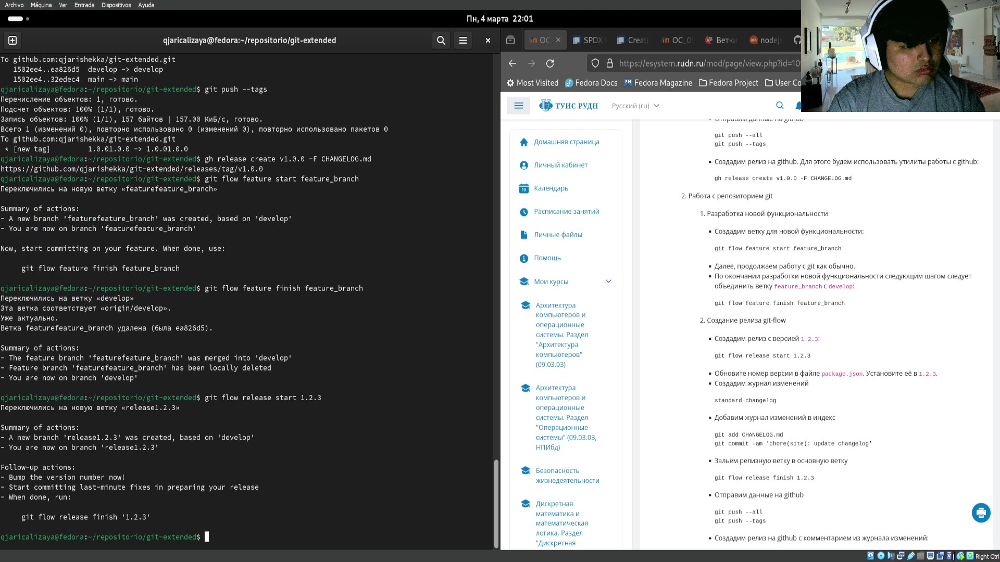 Archivo Máquina Ver Entrada Dispositivos Ayuda
Пн, 4 марта 22:01
qjaricalizaya@fedora:~/repositorio/git-extended
To github.com:qjarishekka/git-extended.git
1502ee4..ea826d5 develop -> develop
1502ee4..32edec4 main -> main
qjaricalizaya@fedora:~/repositorio/git-extended$ git push --tags
Перечисление объектов: 1, готово.
Подсчет объектов: 100% (1/1), готово.
Запись объектов: 100% (1/1), 157 байтов | 157.00 КиБ/с, готово.
Всего 1 (изменений 0), повторно использовано 0 (изменений 0), повторно использовано пакетов 0
To github.com:qjarishekka/git-extended.git
* [new tag] 1.0.01.0.0 -> 1.0.01.0.0
qjaricalizaya@fedora:~/repositorio/git-extended$ gh release create v1.0.0 -F CHANGELOG.md
https://github.com/qjarishekka/git-extended/releases/tag/v1.0.0
qjaricalizaya@fedora:~/repositorio/git-extended$ git flow feature start feature_branch
Переключились на новую ветку «featurefeature_branch»
Summary of actions:
- A new branch 'featurefeature_branch' was created, based on 'develop'
- You are now on branch 'featurefeature_branch'
Now, start committing on your feature. When done, use:
git flow feature finish feature_branch
qjaricalizaya@fedora:~/repositorio/git-extended$ git flow feature finish feature_branch
Переключились на ветку «develop»
Эта ветка соответствует «origin/develop».
Уже актуально.
Ветка featurefeature_branch удалена (была ea826d5).
Summary of actions:
- The feature branch 'featurefeature_branch' was merged into 'develop'
- Feature branch 'featurefeature_branch' has been locally deleted
- You are now on branch 'develop'
qjaricalizaya@fedora:~/repositorio/git-extended$ git flow release start 1.2.3
Переключились на новую ветку «release1.2.3»
Summary of actions:
- A new branch 'release1.2.3' was created, based on 'develop'
- You are now on branch 'release1.2.3'
Follow-up actions:
- Bump the version number now!
- Start committing last-minute fixes in preparing your release
- When done, run:
git flow release finish '1.2.3'
qjaricalizaya@fedora:~/repositorio/git-extended$
OC_ SPDX Creati OC_0 Ветки nodejs
https://esystem.rudn.ru/mod/page/view.php?id=10
Most Visited Fedora Docs Fedora Magazine Fedora Project User Co
ТУИС РУДН Русский (ru)
Домашняя страница
Личный кабинет
Календарь
Расписание занятий
Личные файлы
Помощь
Мои курсы
Архитектура
компьютеров и
операционные
системы. Раздел
"Архитектура
компьютеров"
(09.03.03)
Архитектура
компьютеров и
операционные
системы. Раздел
"Операционные
системы" (09.03.03,
НПИбд)
Безопасность
жизнедеятельности
Дискретная
математика и
математическая
логика. Раздел
"Дискретная
Отправим данные на github
git push --all
git push --tags
Создадим релиз на github. Для этого будем использовать утилиты работы с github:
gh release create v1.0.0 -F CHANGELOG.md
2. Работа с репозиторием git
1. Разработка новой функциональности
Создадим ветку для новой функциональности:
git flow feature start feature_branch
Далее, продолжаем работу с git как обычно.
По окончании разработки новой функциональности следующим шагом следует
объединить ветку feature_branch с develop:
git flow feature finish feature_branch
2. Создание релиза git-flow
Создадим релиз с версией 1.2.3:
git flow release start 1.2.3
Обновите номер версии в файле package.json. Установите её в 1.2.3.
Создадим журнал изменений
standard-changelog
Добавим журнал изменений в индекс
git add CHANGELOG.md
git commit -am 'chore(site): update changelog'
Зальём релизную ветку в основную ветку
git flow release finish 1.2.3
Отправим данные на github
git push --all
git push --tags
Создадим релиз на github с комментарием из журнала изменений:
Right Ctrl